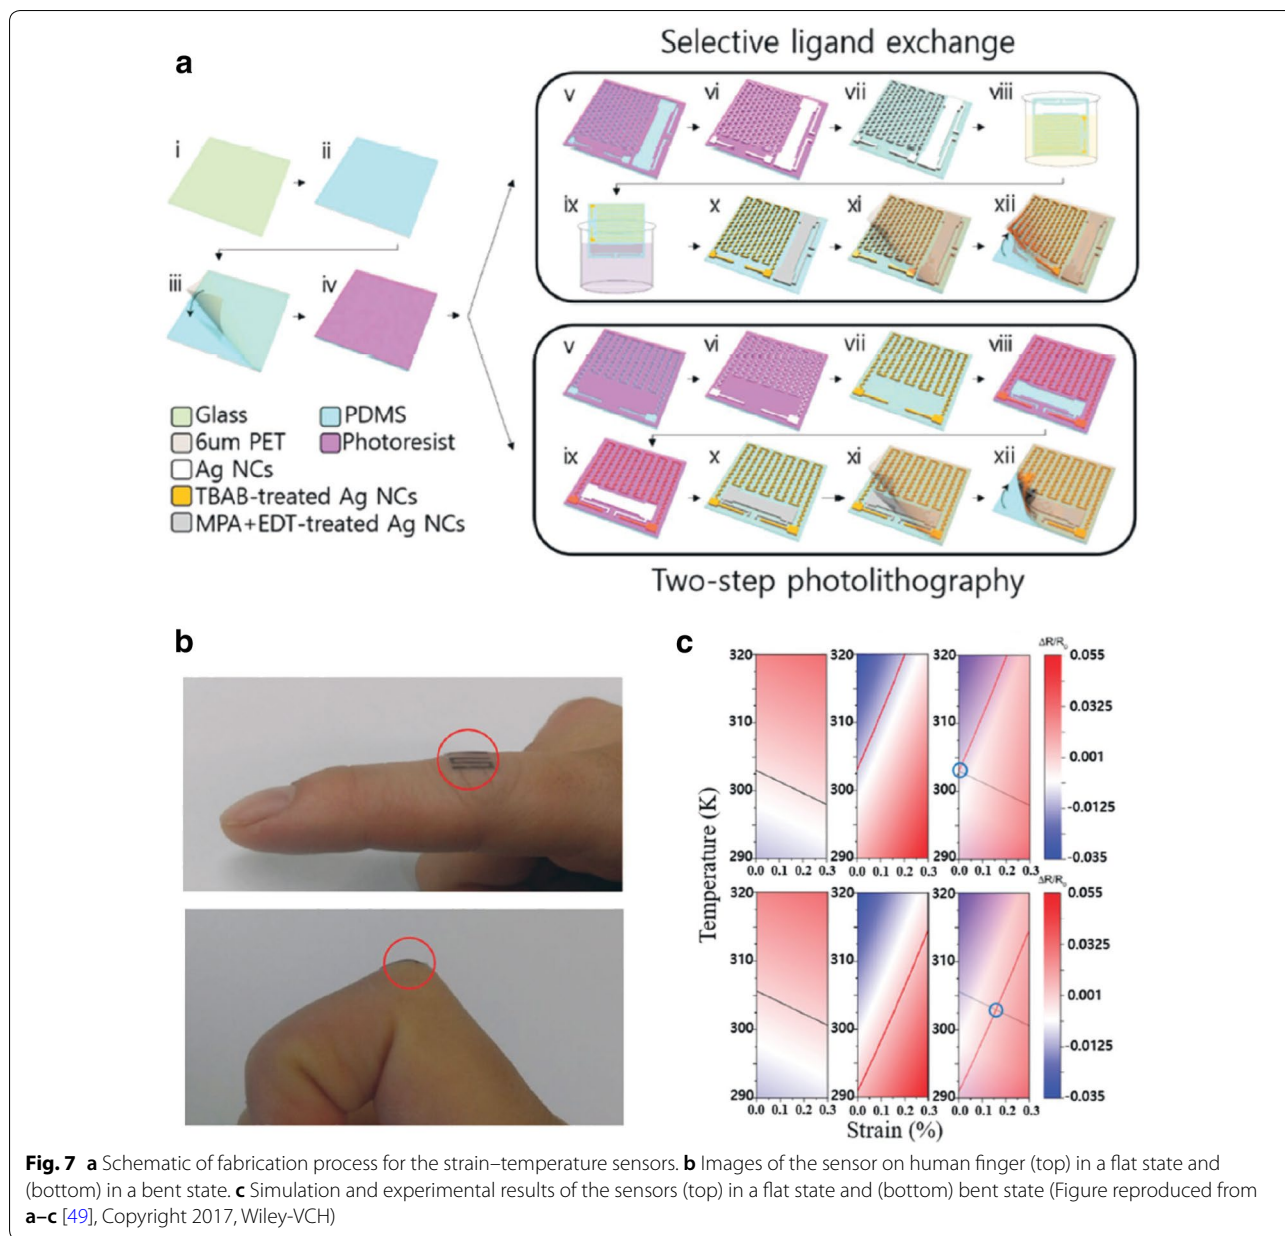 a
Selective ligand exchange
i
ii
iii
iv
v
vi
vii
viii
ix
x
xi
xii
Glass
PDMS
6um PET
Photoresist
Ag NCs
TBAB-treated Ag NCs
MPA+EDT-treated Ag NCs
v
vi
vii
viii
ix
x
xi
xii
Two-step photolithography
b
c
Temperature (K)
320
310
300
290
0.0 0.1 0.2 0.3
320
310
300
290
0.0 0.1 0.2 0.3
320
310
300
290
0.0 0.1 0.2 0.3
ΔR/R₀
0.055
0.0325
0.001
-0.0125
-0.035
320
310
300
290
0.0 0.1 0.2 0.3
320
310
300
290
0.0 0.1 0.2 0.3
320
310
300
290
0.0 0.1 0.2 0.3
ΔR/R₀
0.055
0.0325
0.001
-0.0125
-0.035
Strain (%)
Fig. 7 a Schematic of fabrication process for the strain–temperature sensors. b Images of the sensor on human finger (top) in a flat state and
(bottom) in a bent state. c Simulation and experimental results of the sensors (top) in a flat state and (bottom) bent state (Figure reproduced from
a–c [49], Copyright 2017, Wiley-VCH)